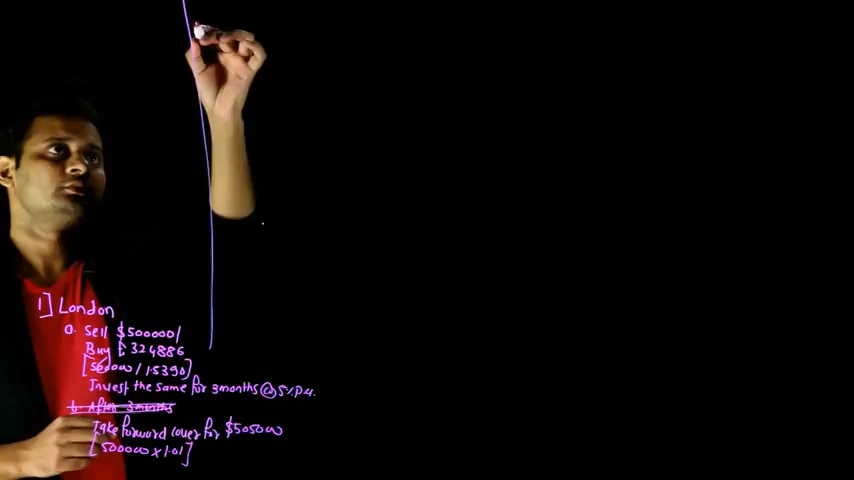 1] London
a. Sell $500000/
Buy £ 324886
[500000 / 1.5390]
Invest the same for 3months @ 5% p.a.
b. After 3months
Take forward cover for $505000
[500000 x 1.01]